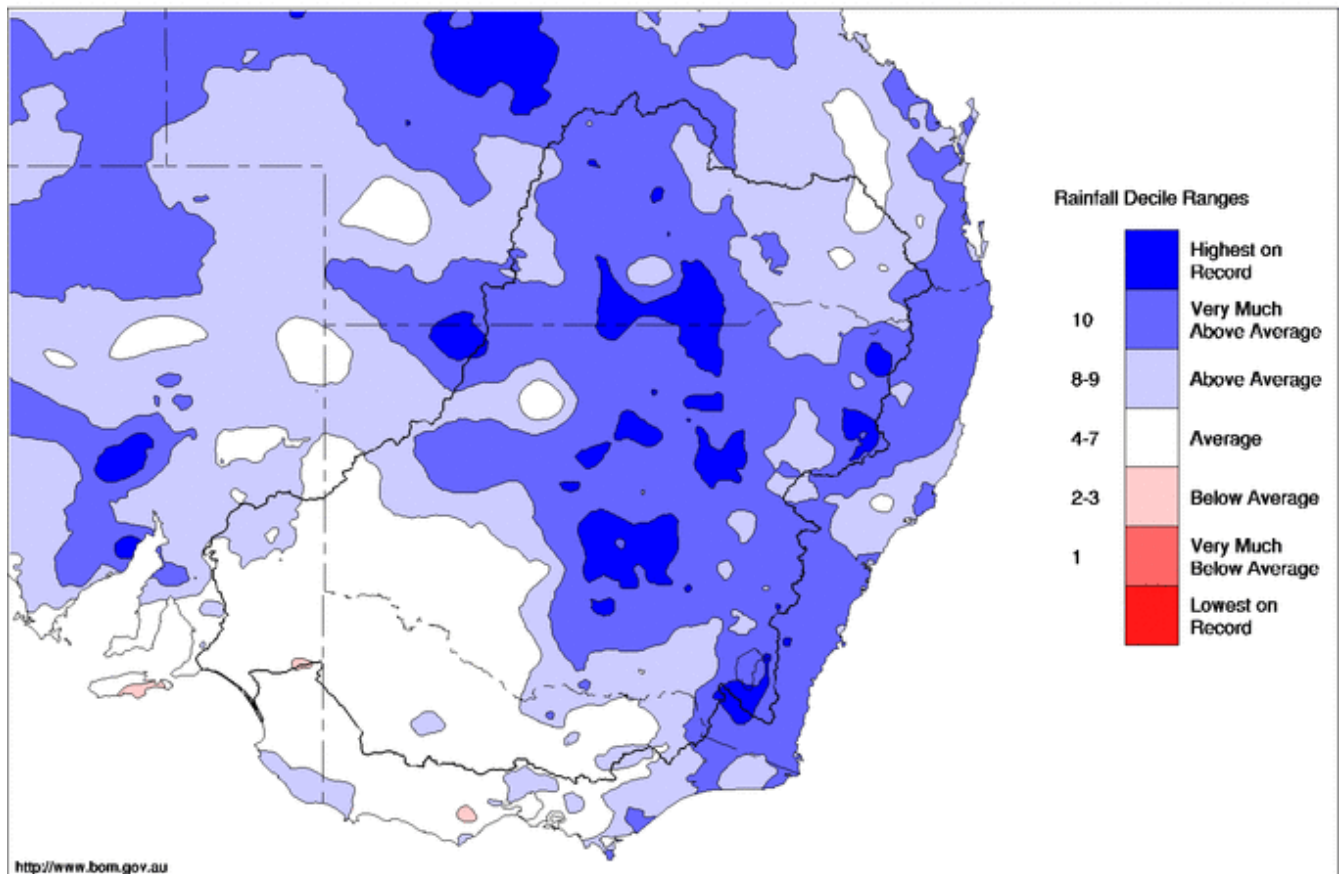 Rainfall Decile Ranges
Highest on
Record
10
Very Much
Above Average
8-9
Above Average
4-7
Average
2-3
Below Average
1
Very Much
Below Average
Lowest on
Record
http://www.bom.gov.au